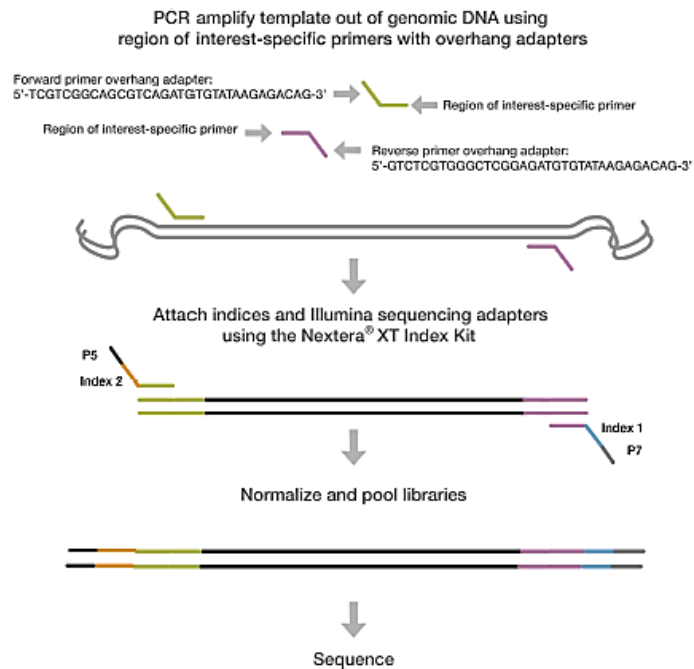 PCR amplify template out of genomic DNA using
region of interest-specific primers with overhang adapters
Forward primer overhang adapter:
5'-TCGTCGGCAGCGTCAGATGTGTATAAGAGACAG-3'
Region of interest-specific primer
Region of interest-specific primer
Reverse primer overhang adapter:
5'-GTCTCGTGGGCTCGGAGATGTGTATAAGAGACAG-3'
Attach indices and Illumina sequencing adapters
using the Nextera® XT Index Kit
P5
Index 2
Index 1
P7
Normalize and pool libraries
Sequence